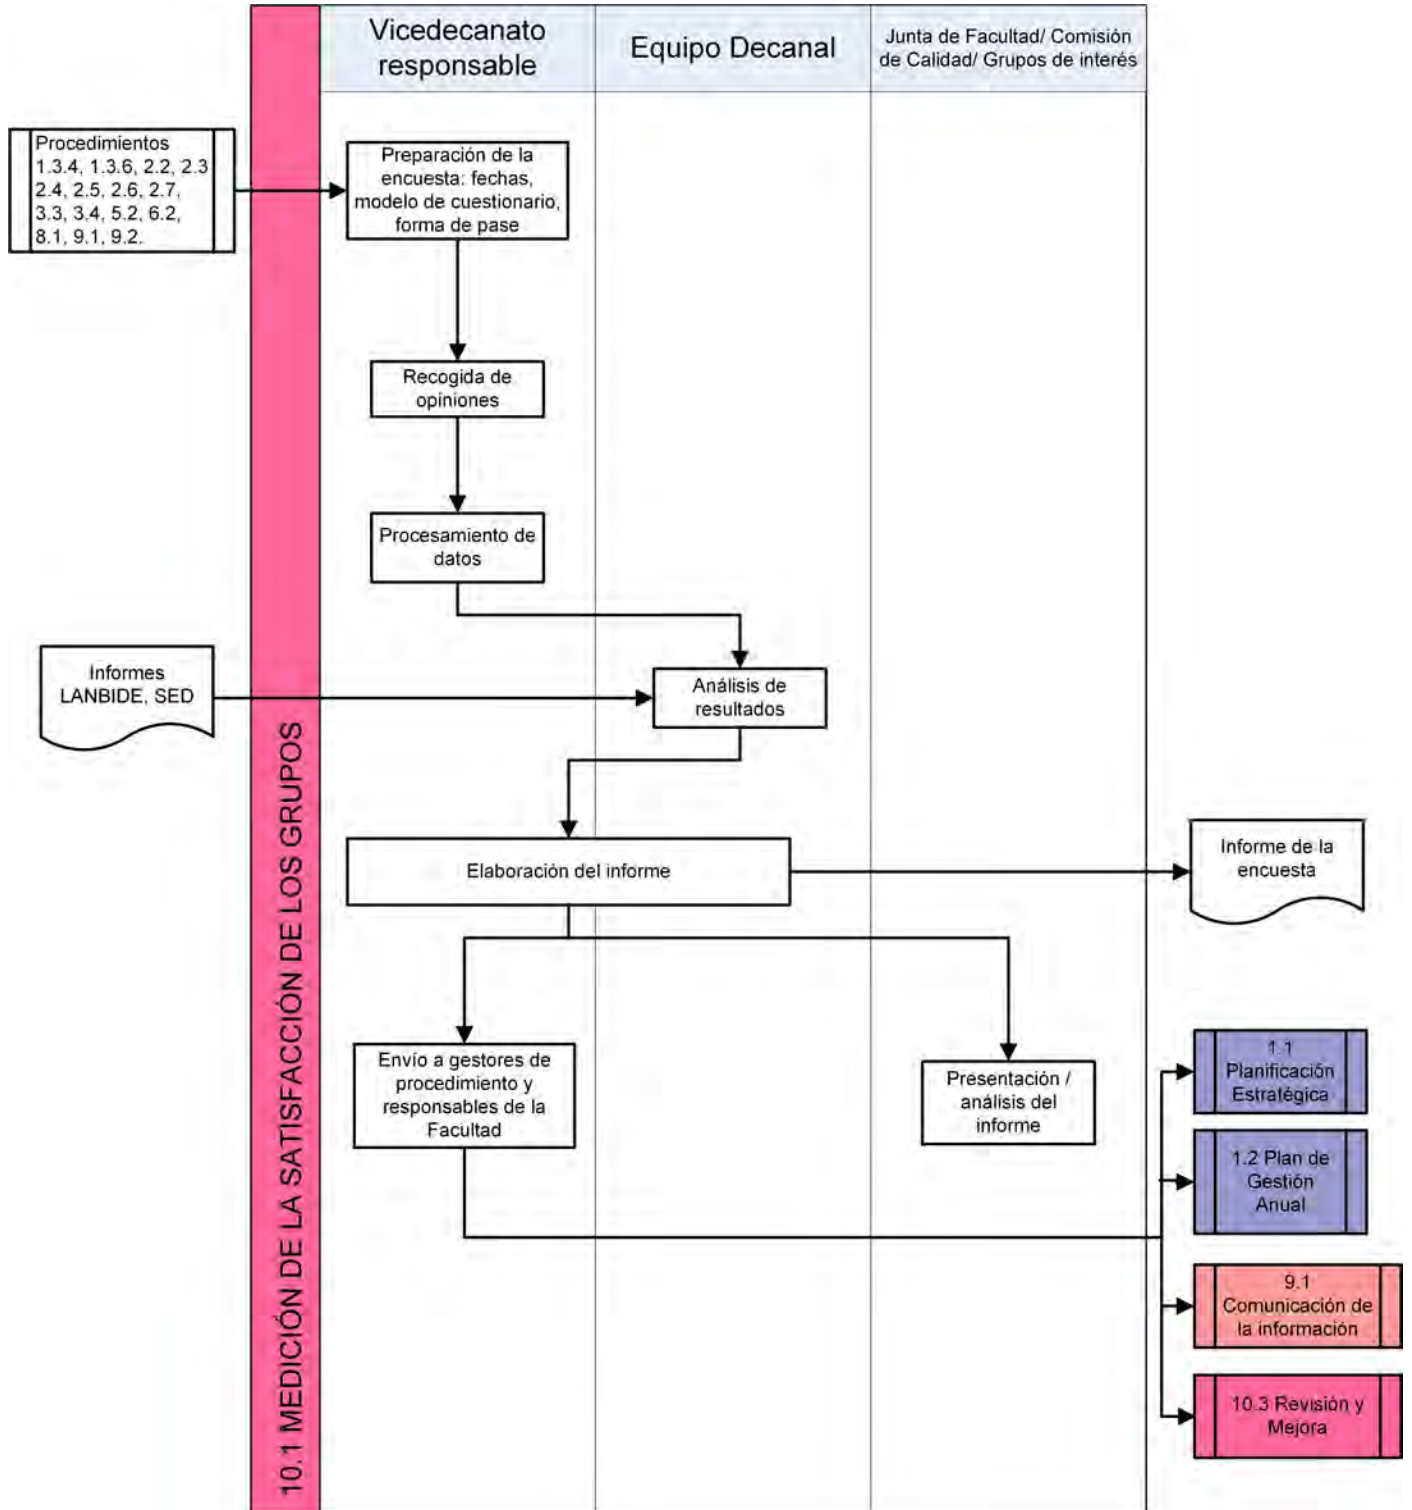 Vicedecanato
responsable
Equipo Decanal
Junta de Facultad/ Comisión
de Calidad/ Grupos de interés
Procedimientos
1.3.4, 1.3.6, 2.2, 2.3
2.4, 2.5, 2.6, 2.7,
3.3, 3.4, 5.2, 6.2,
8.1, 9.1, 9.2.
Preparación de la
encuesta: fechas,
modelo de cuestionario,
forma de pase
Recogida de
opiniones
Procesamiento de
datos
Informes
LANBIDE, SED
Análisis de
resultados
10.1 MEDICIÓN DE LA SATISFACCIÓN DE LOS GRUPOS
Elaboración del informe
Informe de la
encuesta
Envío a gestores de
procedimiento y
responsables de la
Facultad
Presentación /
análisis del
informe
1.1
Planificación
Estratégica
1.2 Plan de
Gestión
Anual
9.1
Comunicación de
la información
10.3 Revisión y
Mejora